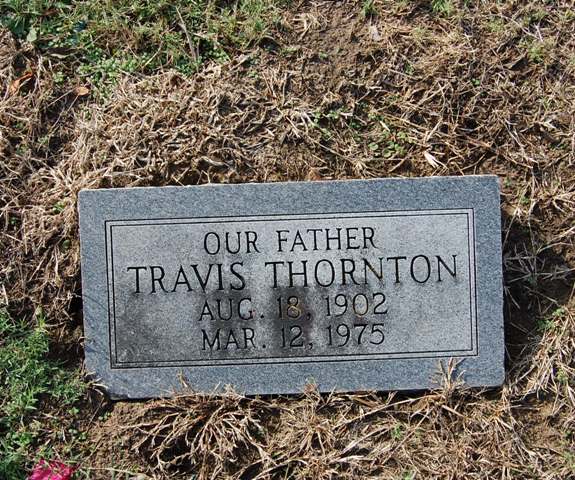 OUR FATHER
TRAVIS THORNTON
AUG. 18, 1902
MAR. 12, 1975